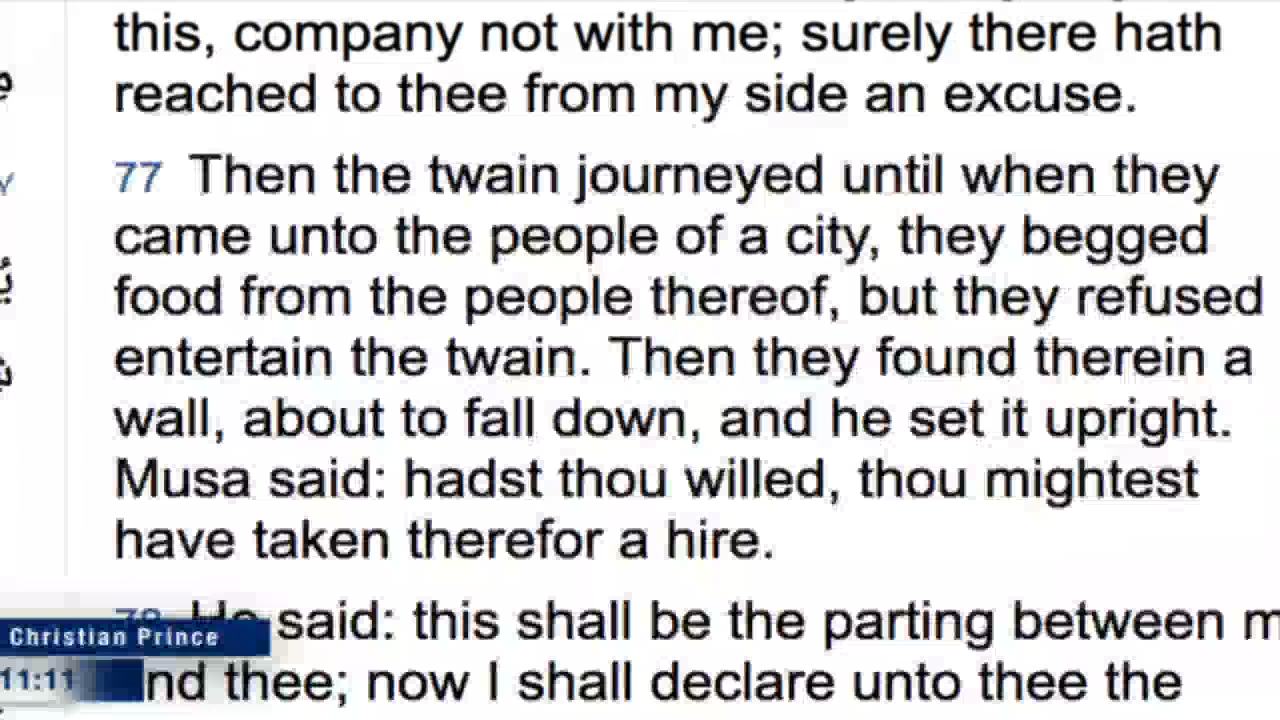 this, company not with me; surely there hath
reached to thee from my side an excuse.
77 Then the twain journeyed until when they
came unto the people of a city, they begged
food from the people thereof, but they refused
entertain the twain. Then they found therein a
wall, about to fall down, and he set it upright.
Musa said: hadst thou willed, thou mightest
have taken therefor a hire.
78 He said: this shall be the parting between m
nd thee; now I shall declare unto thee the
Christian Prince
11:11